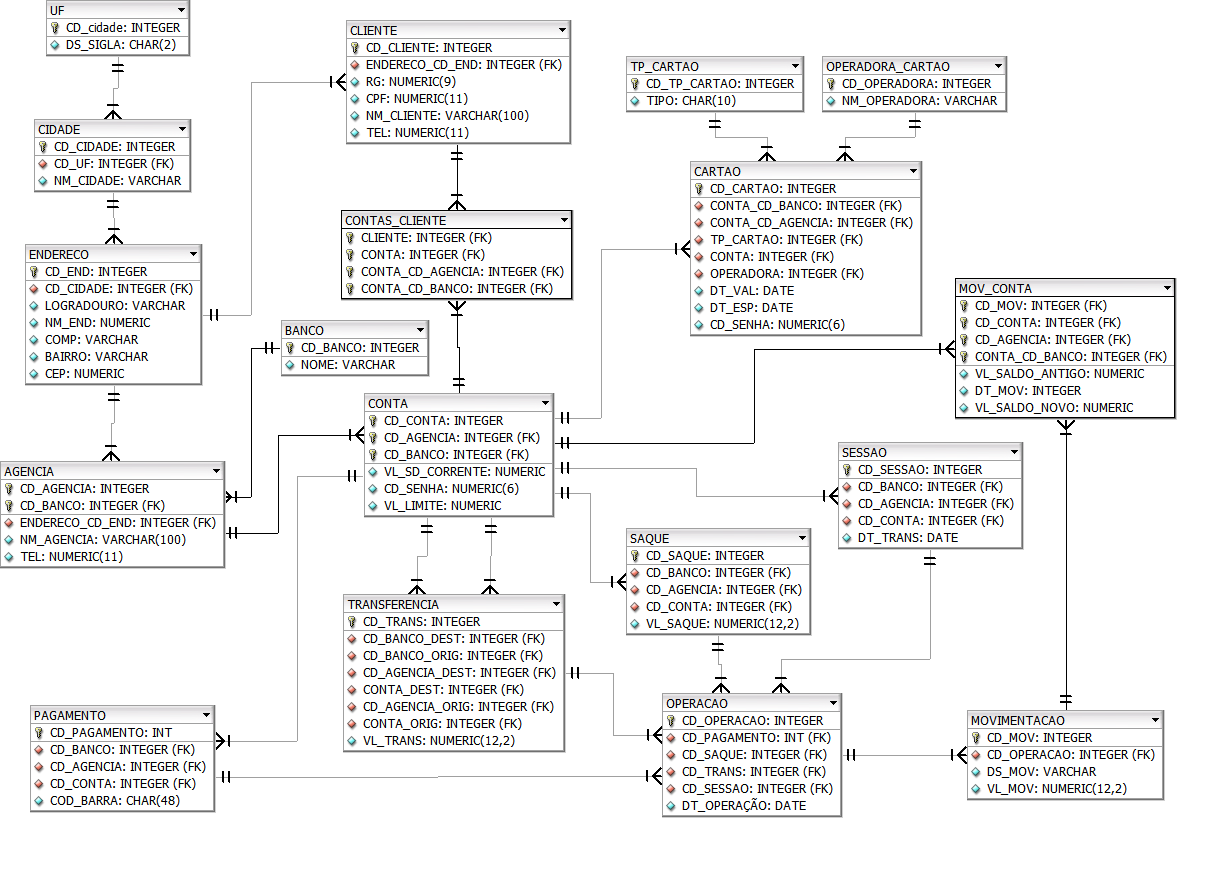 UF
CD_cidade: INTEGER
DS_SIGLA: CHAR(2)
CLIENTE
CD_CLIENTE: INTEGER
ENDERECO_CD_END: INTEGER (FK)
RG: NUMERIC(9)
CPF: NUMERIC(11)
NM_CLIENTE: VARCHAR(100)
TEL: NUMERIC(11)
TP_CARTAO
CD_TP_CARTAO: INTEGER
TIPO: CHAR(10)
OPERADORA_CARTAO
CD_OPERADORA: INTEGER
NM_OPERADORA: VARCHAR
CIDADE
CD_CIDADE: INTEGER
CD_UF: INTEGER (FK)
NM_CIDADE: VARCHAR
CARTAO
CD_CARTAO: INTEGER
CONTA_CD_BANCO: INTEGER (FK)
CONTA_CD_AGENCIA: INTEGER (FK)
TP_CARTAO: INTEGER (FK)
CONTA: INTEGER (FK)
OPERADORA: INTEGER (FK)
DT_VAL: DATE
DT_ESP: DATE
CD_SENHA: NUMERIC(6)
CONTAS_CLIENTE
CLIENTE: INTEGER (FK)
CONTA: INTEGER (FK)
CONTA_CD_AGENCIA: INTEGER (FK)
CONTA_CD_BANCO: INTEGER (FK)
ENDERECO
CD_END: INTEGER
CD_CIDADE: INTEGER (FK)
LOGRADOURO: VARCHAR
NM_END: NUMERIC
COMP: VARCHAR
BAIRRO: VARCHAR
CEP: NUMERIC
BANCO
CD_BANCO: INTEGER
NOME: VARCHAR
MOV_CONTA
CD_MOV: INTEGER (FK)
CD_CONTA: INTEGER (FK)
CD_AGENCIA: INTEGER (FK)
CONTA_CD_BANCO: INTEGER (FK)
VL_SALDO_ANTIGO: NUMERIC
DT_MOV: INTEGER
VL_SALDO_NOVO: NUMERIC
CONTA
CD_CONTA: INTEGER
CD_AGENCIA: INTEGER (FK)
CD_BANCO: INTEGER (FK)
VL_SD_CORRENTE: NUMERIC
CD_SENHA: NUMERIC(6)
VL_LIMITE: NUMERIC
AGENCIA
CD_AGENCIA: INTEGER
CD_BANCO: INTEGER (FK)
ENDERECO_CD_END: INTEGER (FK)
NM_AGENCIA: VARCHAR(100)
TEL: NUMERIC(11)
SESSAO
CD_SESSAO: INTEGER
CD_BANCO: INTEGER (FK)
CD_AGENCIA: INTEGER (FK)
CD_CONTA: INTEGER (FK)
DT_TRANS: DATE
SAQUE
CD_SAQUE: INTEGER
CD_BANCO: INTEGER (FK)
CD_AGENCIA: INTEGER (FK)
CD_CONTA: INTEGER (FK)
VL_SAQUE: NUMERIC(12,2)
TRANSFERENCIA
CD_TRANS: INTEGER
CD_BANCO_DEST: INTEGER (FK)
CD_BANCO_ORIG: INTEGER (FK)
CD_AGENCIA_DEST: INTEGER (FK)
CONTA_DEST: INTEGER (FK)
CD_AGENCIA_ORIG: INTEGER (FK)
CONTA_ORIG: INTEGER (FK)
VL_TRANS: NUMERIC(12,2)
PAGAMENTO
CD_PAGAMENTO: INT
CD_BANCO: INTEGER (FK)
CD_AGENCIA: INTEGER (FK)
CD_CONTA: INTEGER (FK)
COD_BARRA: CHAR(48)
OPERACAO
CD_OPERACAO: INTEGER
CD_PAGAMENTO: INT (FK)
CD_SAQUE: INTEGER (FK)
CD_TRANS: INTEGER (FK)
CD_SESSAO: INTEGER (FK)
DT_OPERAÇÃO: DATE
MOVIMENTACAO
CD_MOV: INTEGER
CD_OPERACAO: INTEGER (FK)
DS_MOV: VARCHAR
VL_MOV: NUMERIC(12,2)